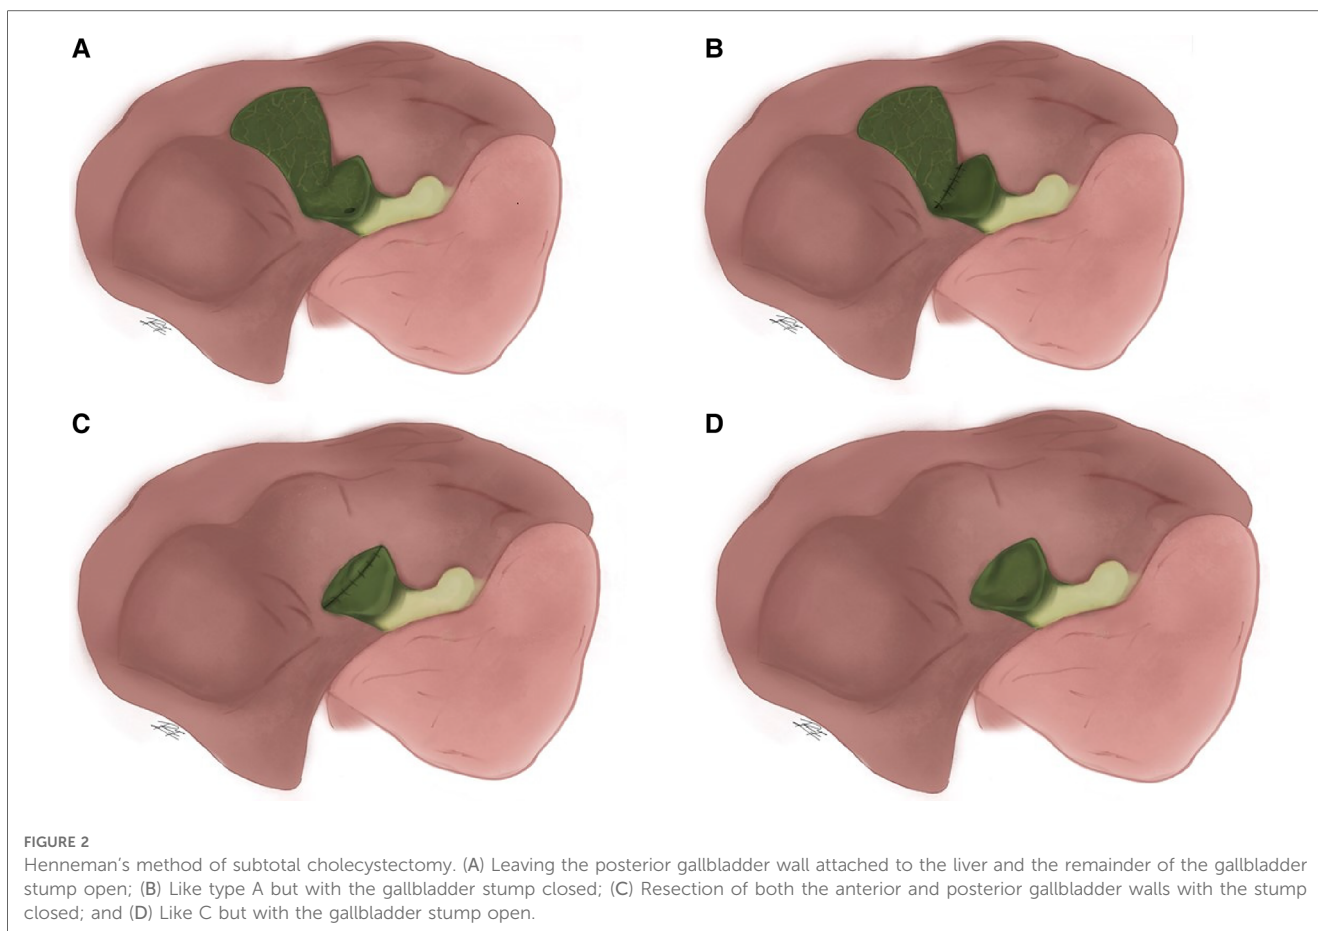 A
B
C
D
FIGURE 2
Henneman's method of subtotal cholecystectomy. (A) Leaving the posterior gallbladder wall attached to the liver and the remainder of the gallbladder
stump open; (B) Like type A but with the gallbladder stump closed; (C) Resection of both the anterior and posterior gallbladder walls with the stump
closed; and (D) Like C but with the gallbladder stump open.